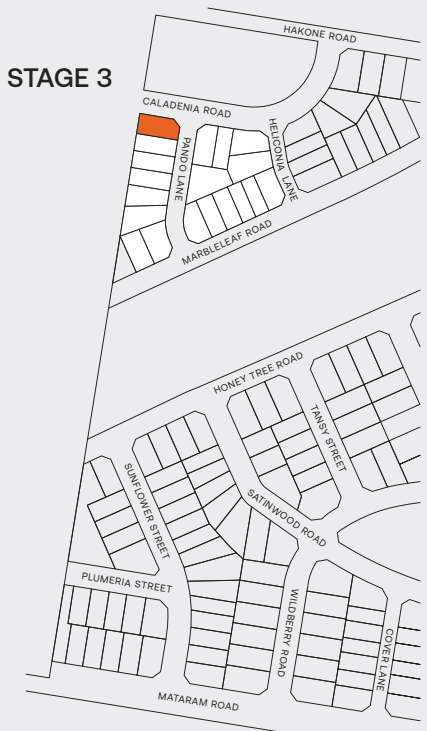 HAKONE ROAD
STAGE 3
CALADENIA ROAD
PANDO LANE
HELICONIA LANE
MARBLELEAF ROAD
HONEY TREE ROAD
TANSY STREET
SUNFLOWER STREET
SATINWOOD ROAD
PLUMERIA STREET
WILDBERRY ROAD
COVER LANE
MATARAM ROAD